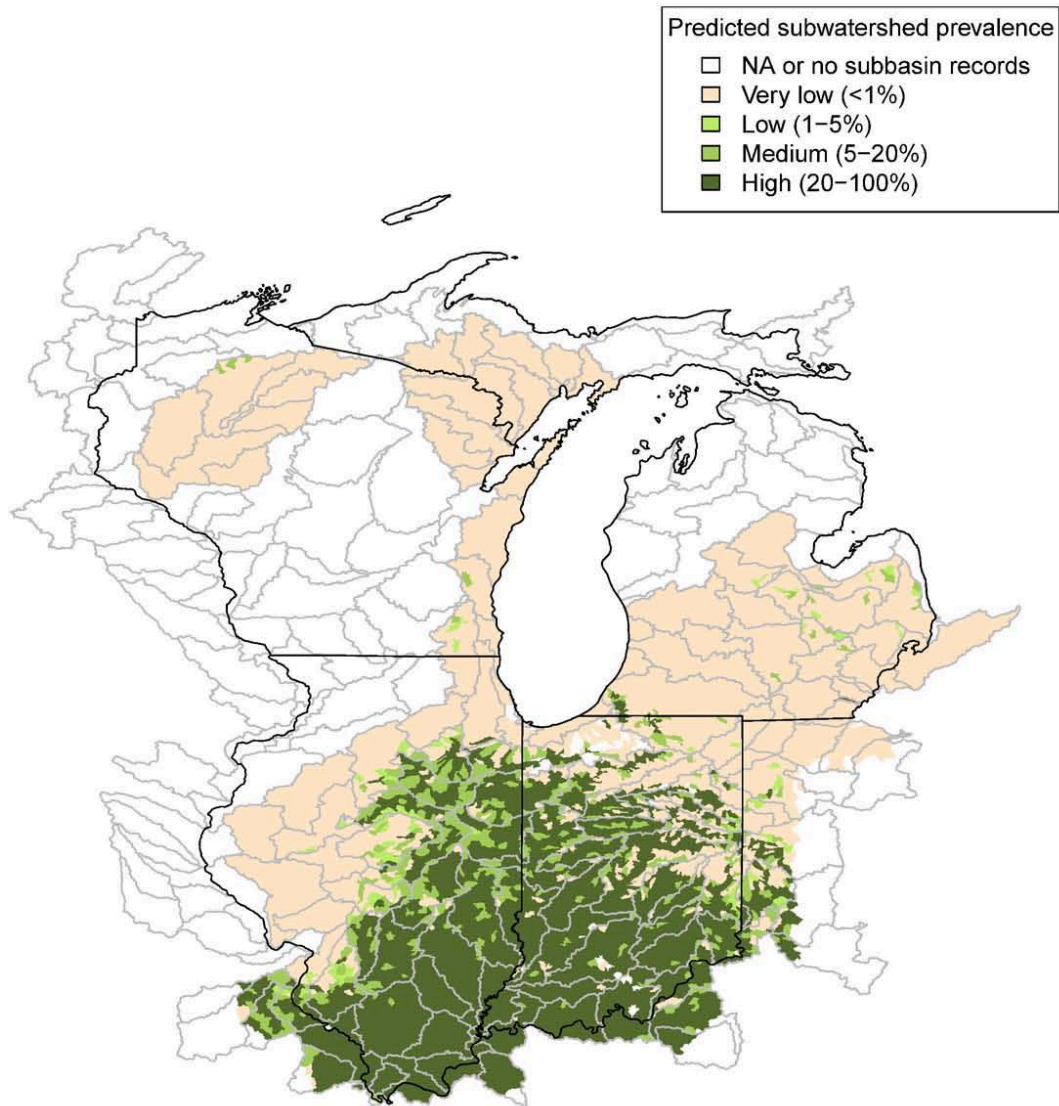 Predicted subwatershed prevalence
NA or no subbasin records
Very low (<1%)
Low (1−5%)
Medium (5−20%)
High (20−100%)